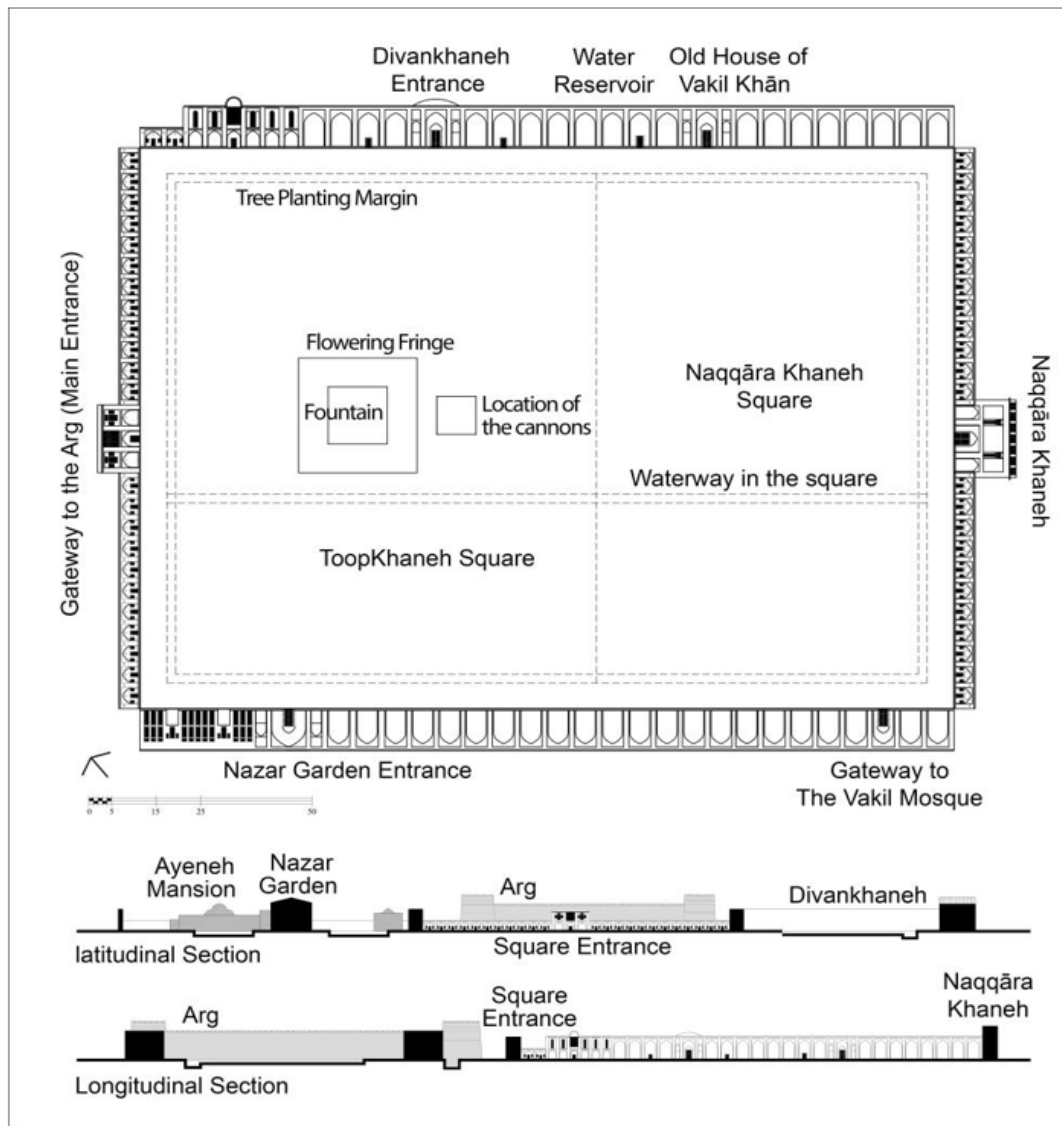 Divankhaneh
Entrance
Water
Reservoir
Old House of
Vakil Khān
Tree Planting Margin
Gateway to the Arg (Main Entrance)
Flowering Fringe
Fountain
Location of
the cannons
Naqqāra Khaneh
Square
Naqqāra Khaneh
Waterway in the square
ToopKhaneh Square
Nazar Garden Entrance
Gateway to
The Vakil Mosque
0 5 15 25 50
Ayeneh
Mansion
Nazar
Garden
Arg
Divankhaneh
latitudinal Section
Square Entrance
Arg
Square
Entrance
Naqqāra
Khaneh
Longitudinal Section